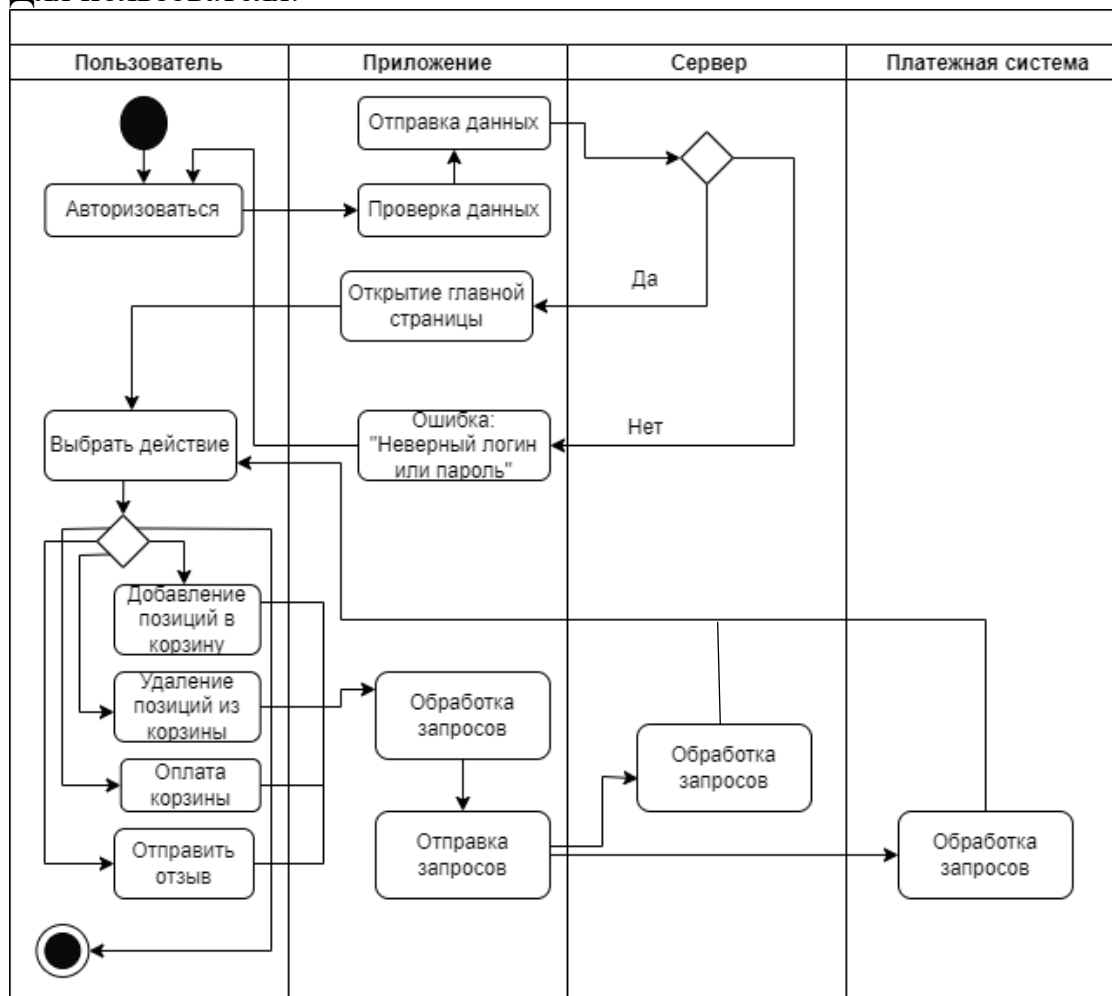 Для пользователя:
Пользователь
Приложение
Сервер
Платежная система
Отправка данных
Авторизоваться
Проверка данных
Да
Открытие главной
страницы
Выбрать действие
Ошибка:
"Неверный логин
или пароль"
Нет
Добавление
позиций в
корзину
Удаление
позиций из
корзины
Обработка
запросов
Обработка
запросов
Оплата
корзины
Отправить
отзыв
Отправка
запросов
Обработка
запросов